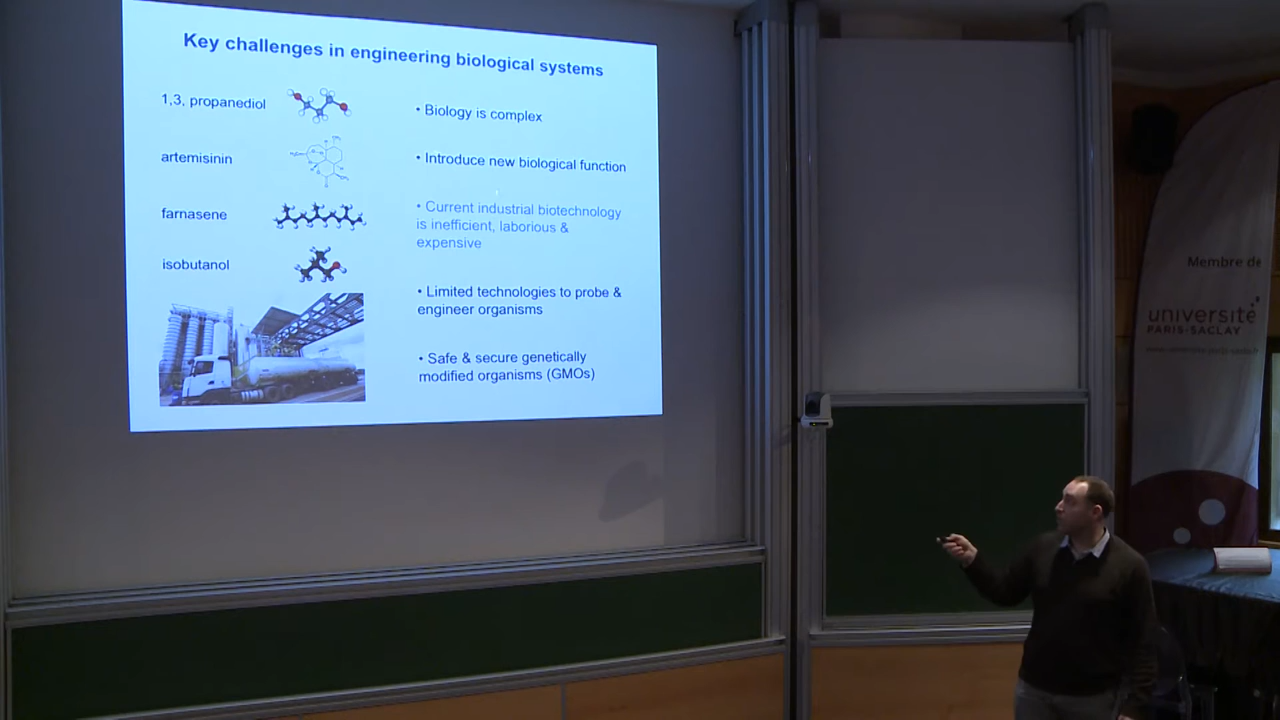 Key challenges in engineering biological systems
1,3, propanediol
artemisinin
farnasene
isobutanol
• Biology is complex
• Introduce new biological function
• Current industrial biotechnology
is inefficient, laborious &
expensive
• Limited technologies to probe &
engineer organisms
• Safe & secure genetically
modified organisms (GMOs)
Membre de
université
PARIS-SACLAY